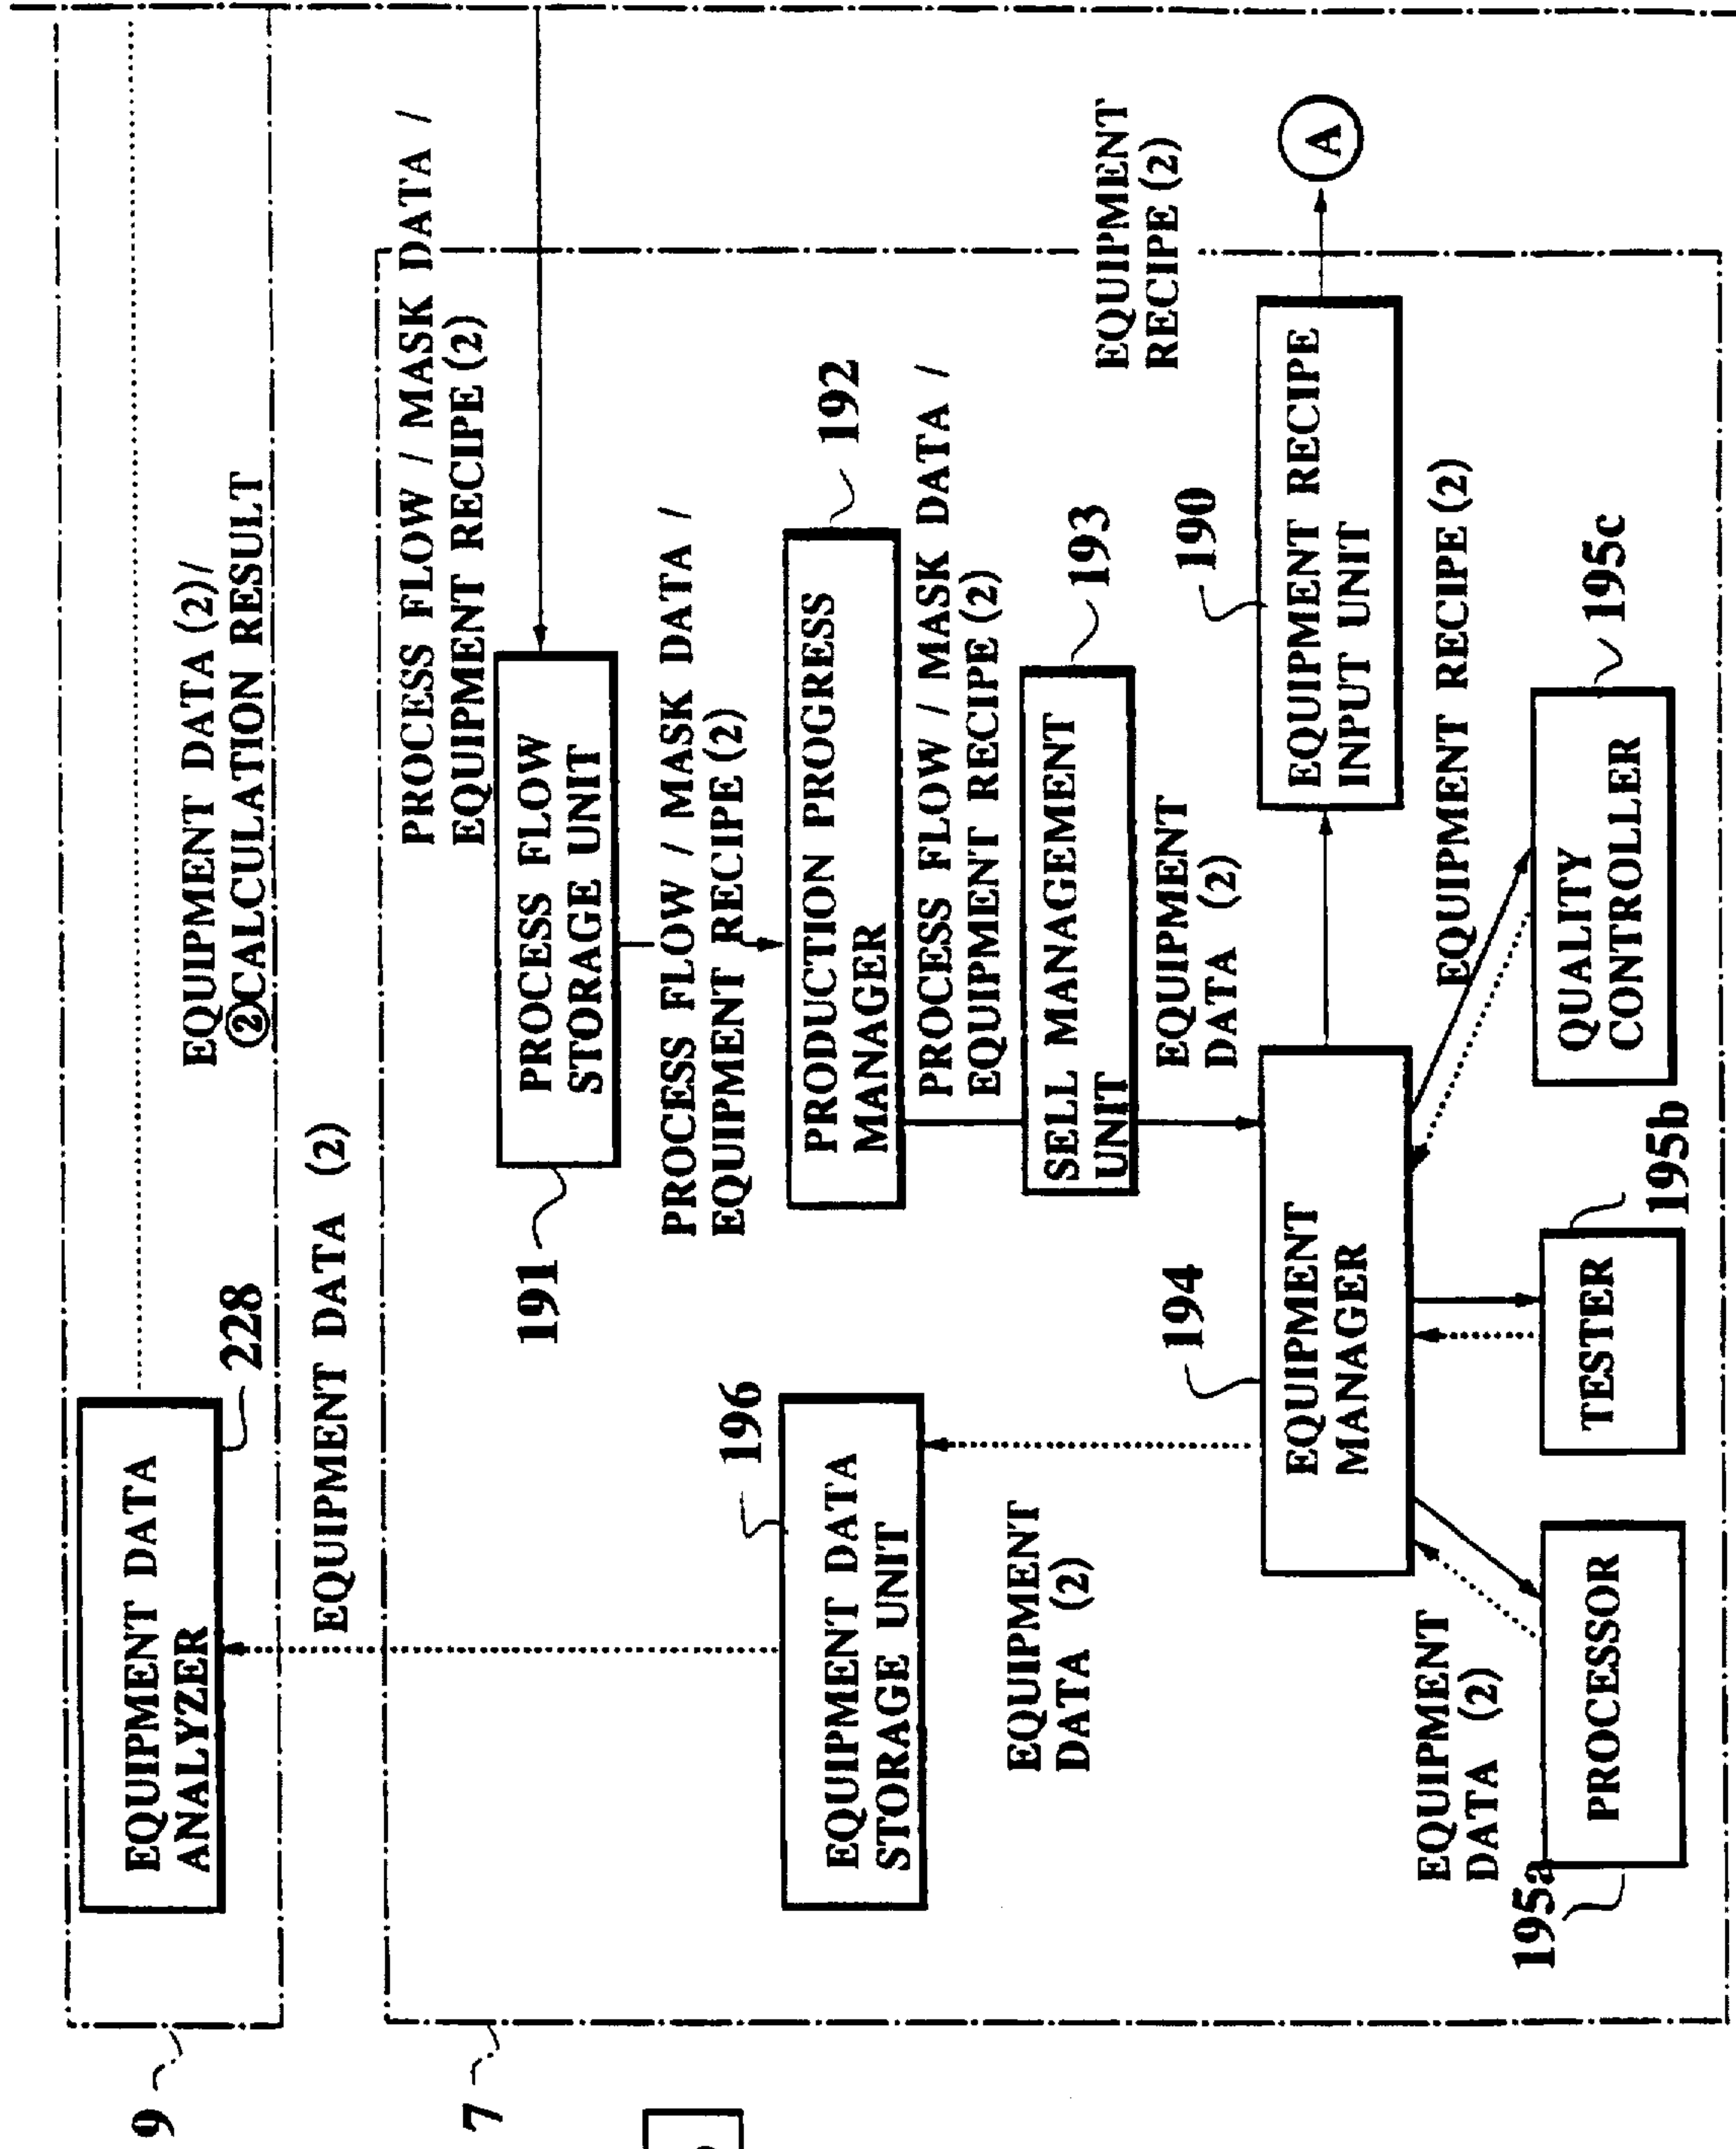 9
EQUIPMENT DATA
ANALYZER
228
EQUIPMENT DATA (2)/
②CALCULATION RESULT
EQUIPMENT DATA (2)
7
PROCESS FLOW / MASK DATA /
EQUIPMENT RECIPE (2)
PROCESS FLOW
STORAGE UNIT
191
PROCESS FLOW / MASK DATA /
EQUIPMENT RECIPE (2)
196
EQUIPMENT DATA
STORAGE UNIT
PRODUCTION PROGRESS
MANAGER
192
PROCESS FLOW / MASK DATA /
EQUIPMENT RECIPE (2)
SELL MANAGEMENT
UNIT
193
EQUIPMENT
DATA (2)
EQUIPMENT
DATA (2)
EQUIPMENT
RECIPE (2)
194
EQUIPMENT
MANAGER
190
EQUIPMENT RECIPE
INPUT UNIT
A
EQUIPMENT
DATA (2)
EQUIPMENT RECIPE (2)
195a
PROCESSOR
TESTER
195b
QUALITY
CONTROLLER
195c